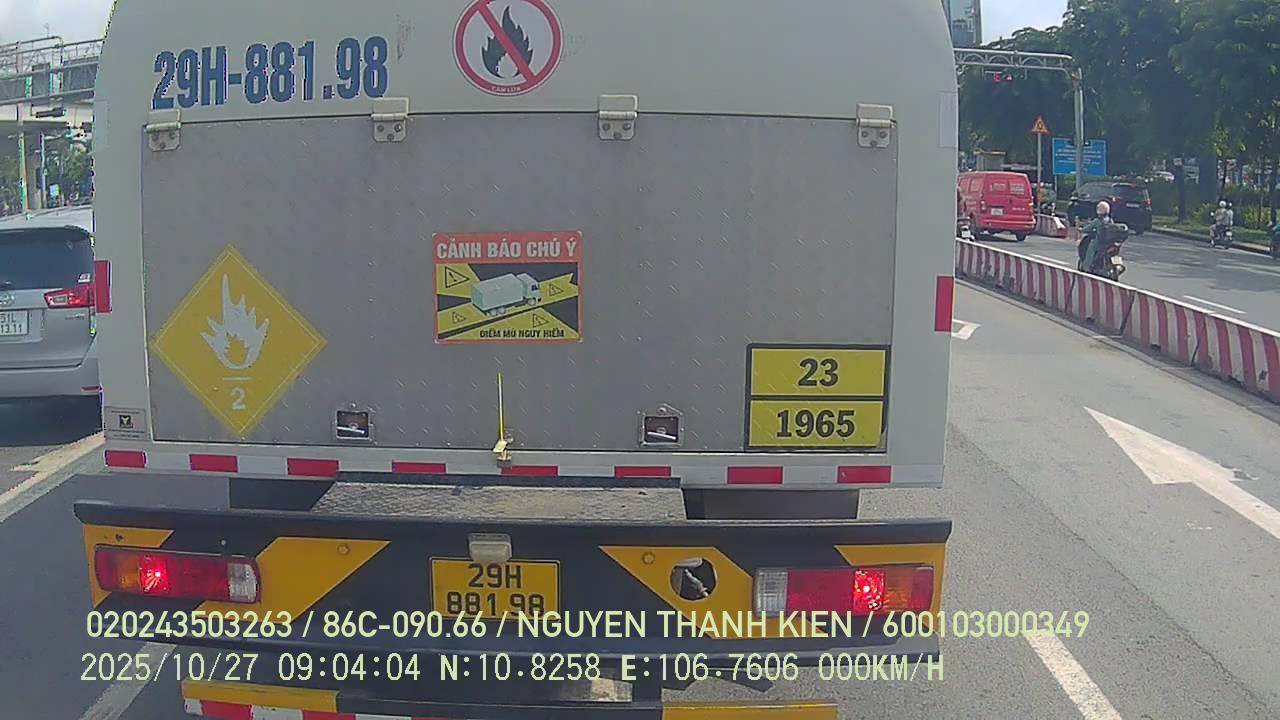 29H-881.98
CẤM LỬA
CẢNH BÁO CHÚ Ý
ĐIỂM MÙ NGUY HIỂM
2
23
1965
29H
881.98
51L
020243503263 / 86C-090.66 / NGUYEN THANH KIEN / 600103000349
2025/10/27 09:04:04 N:10.8258 E:106.7606 000KM/H